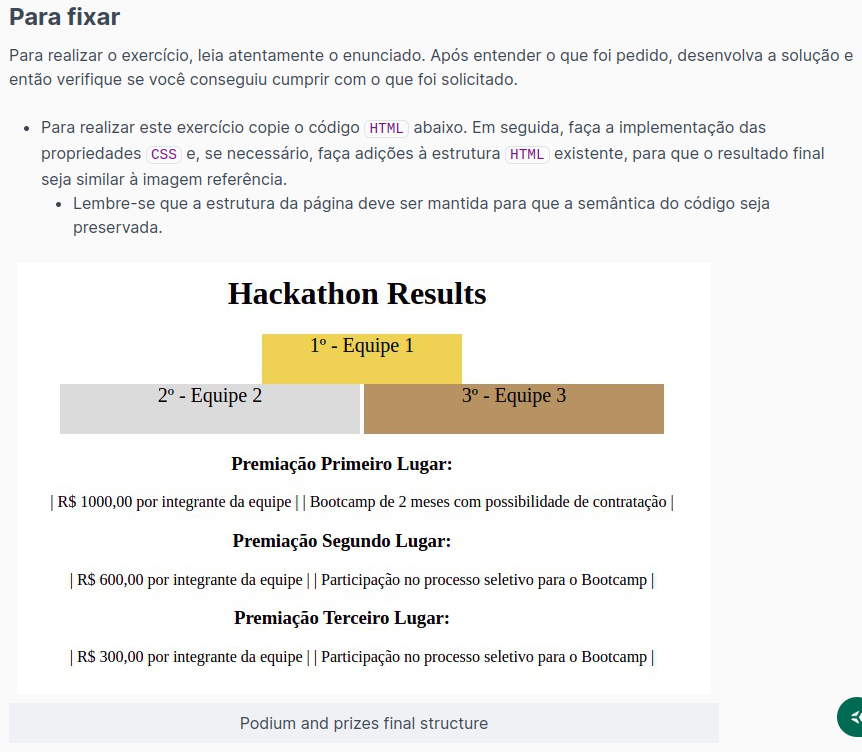 Para fixar
Para realizar o exercício, leia atentamente o enunciado. Após entender o que foi pedido, desenvolva a solução e
então verifique se você conseguiu cumprir com o que foi solicitado.
• Para realizar este exercício copie o código HTML abaixo. Em seguida, faça a implementação das
propriedades CSS e, se necessário, faça adições à estrutura HTML existente, para que o resultado final
seja similar à imagem referência.
• Lembre-se que a estrutura da página deve ser mantida para que a semântica do código seja
preservada.
Hackathon Results
1º - Equipe 1
2º - Equipe 2 3º - Equipe 3
Premiação Primeiro Lugar:
| R$ 1000,00 por integrante da equipe | | Bootcamp de 2 meses com possibilidade de contratação |
Premiação Segundo Lugar:
| R$ 600,00 por integrante da equipe | | Participação no processo seletivo para o Bootcamp |
Premiação Terceiro Lugar:
| R$ 300,00 por integrante da equipe | | Participação no processo seletivo para o Bootcamp |
Podium and prizes final structure